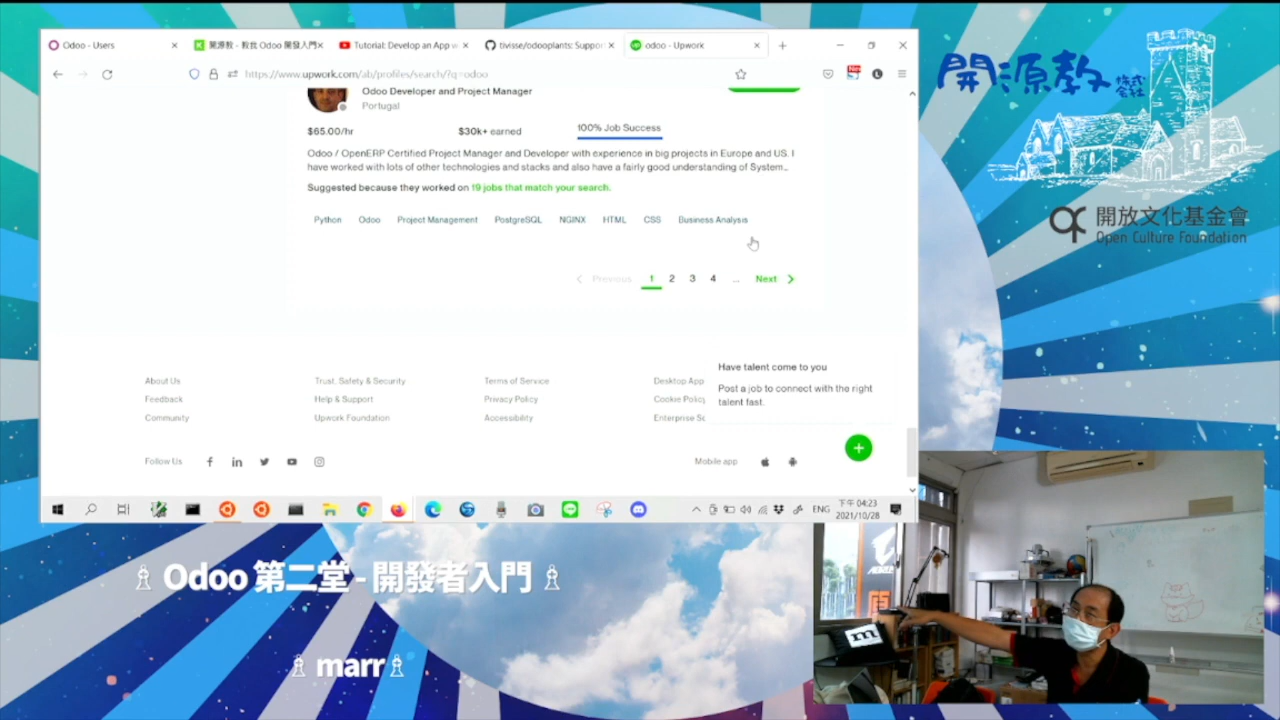 Odoo - Users
開源教 - 教我 Odoo 開發入門
Tutorial: Develop an App w
tivisse/odooplants: Suppor
odoo - Upwork
https://www.upwork.com/ab/profiles/search/?q=odoo
Odoo Developer and Project Manager
Portugal
$65.00/hr
$30k+ earned
100% Job Success
Odoo / OpenERP Certified Project Manager and Developer with experience in big projects in Europe and US. I
have worked with lots of other technologies and stacks and also have a fairly good understanding of System…
Suggested because they worked on 19 jobs that match your search.
Python Odoo Project Management PostgreSQL NGINX HTML CSS Business Analysis
Previous 1 2 3 4 ... Next
About Us
Feedback
Community
Trust, Safety & Security
Help & Support
Upwork Foundation
Terms of Service
Privacy Policy
Accessibility
Desktop App
Cookie Policy
Enterprise Sc
Have talent come to you
Post a job to connect with the right
talent fast.
Follow Us
Mobile app
ENG
下午 04:23
2021/10/28
開源教 株式会社
開放文化基金會
Open Culture Foundation
Odoo 第二堂 - 開發者入門
marr
m